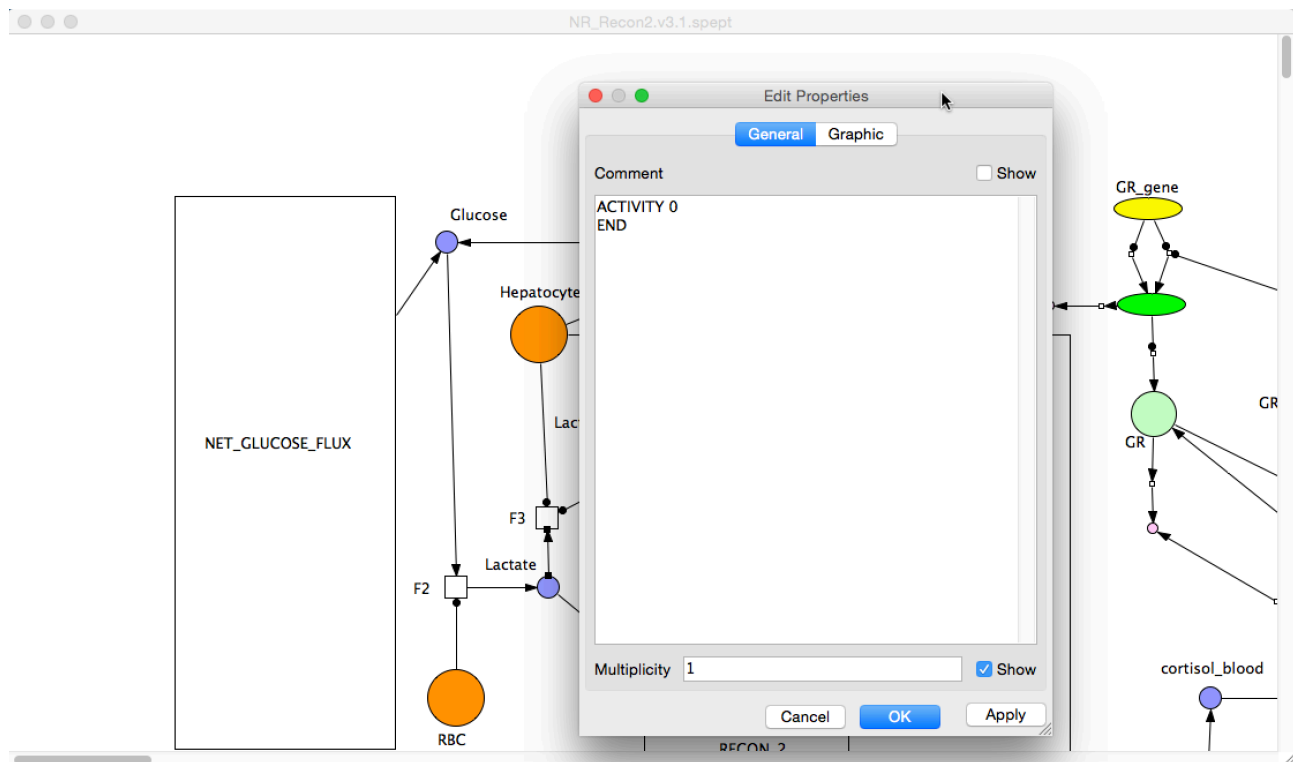 NR_Recon2.v3.1.spept
Edit Properties
General Graphic
Comment Show
ACTIVITY 0
END
Multiplicity 1 Show
Cancel OK Apply
Glucose
Hepatocyte
NET_GLUCOSE_FLUX
F3
Lactate
F2
RBC
RECON_2
GR_gene
GR
GR
cortisol_blood